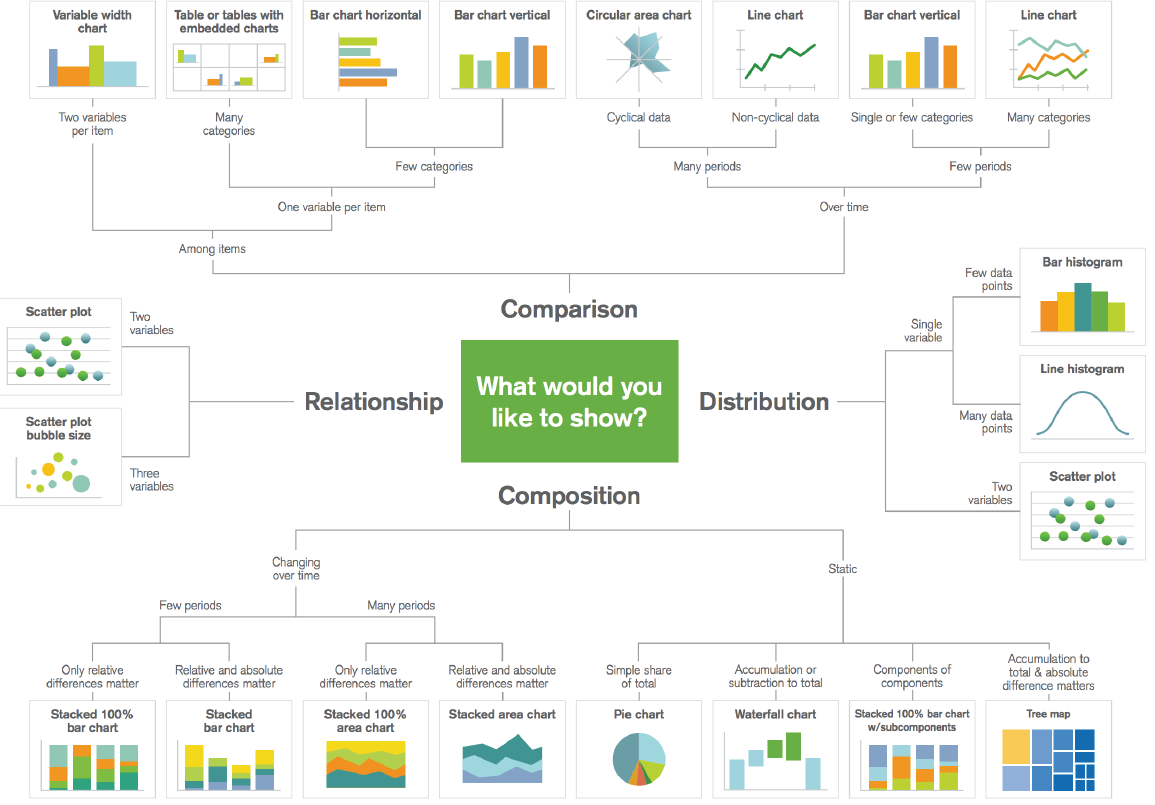 Variable width
chart
Table or tables with
embedded charts
Bar chart horizontal
Bar chart vertical
Circular area chart
Line chart
Bar chart vertical
Line chart
Two variables
per item
Many
categories
Cyclical data
Non-cyclical data
Single or few categories
Many categories
Few categories
Many periods
Few periods
One variable per item
Over time
Among items
Comparison
Scatter plot
Two
variables
Scatter plot
bubble size
Three
variables
Relationship
What would you
like to show?
Distribution
Single
variable
Few data
points
Bar histogram
Many data
points
Line histogram
Two
variables
Scatter plot
Composition
Changing
over time
Static
Few periods
Many periods
Only relative
differences matter
Relative and absolute
differences matter
Only relative
differences matter
Relative and absolute
differences matter
Simple share
of total
Accumulation or
subtraction to total
Components of
components
Accumulation to
total & absolute
difference matters
Stacked 100%
bar chart
Stacked
bar chart
Stacked 100%
area chart
Stacked area chart
Pie chart
Waterfall chart
Stacked 100% bar chart
w/subcomponents
Tree map